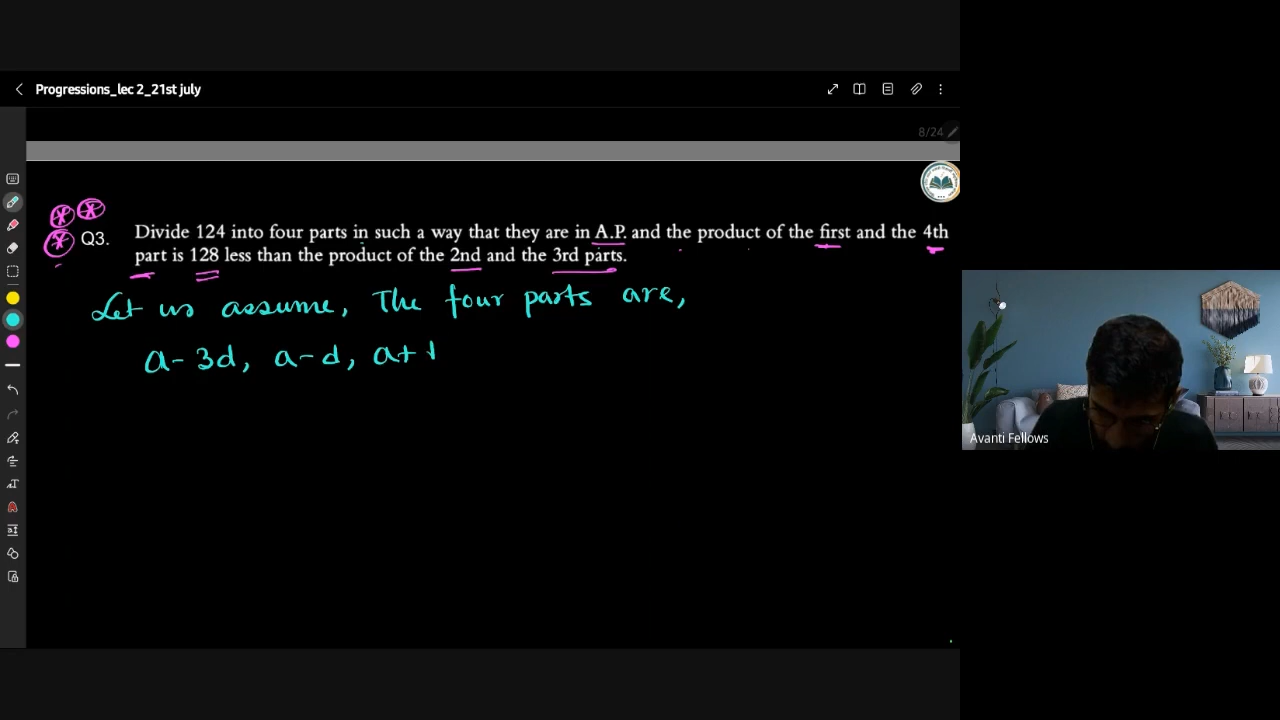 Progressions_lec 2_21st july
8/24
Q3. Divide 124 into four parts in such a way that they are in A.P. and the product of the first and the 4th
part is 128 less than the product of the 2nd and the 3rd parts.
Let us assume, The four parts are,
a- 3d, a-d, a+
Avanti Fellows